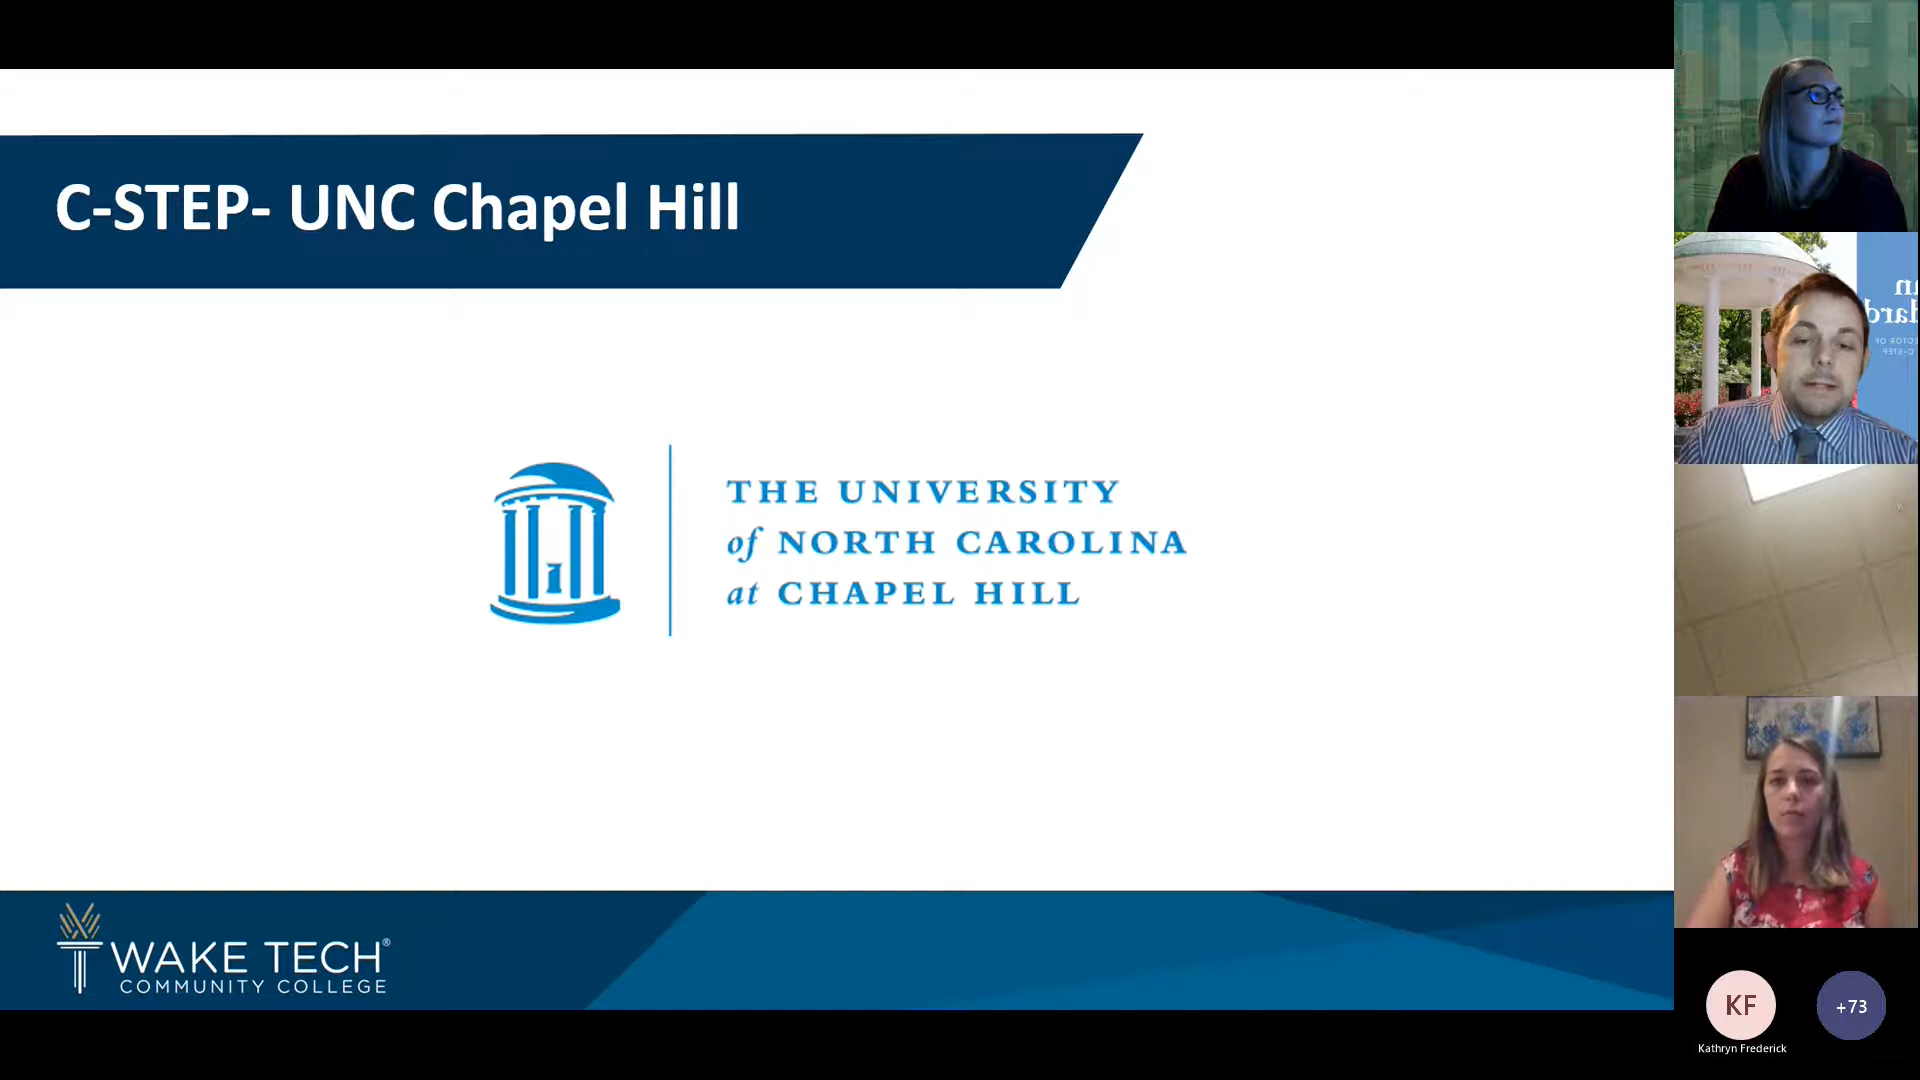 C-STEP- UNC Chapel Hill
THE UNIVERSITY
of NORTH CAROLINA
at CHAPEL HILL
WAKE TECH®
COMMUNITY COLLEGE
C-STEP
KF
+73
Kathryn Frederick